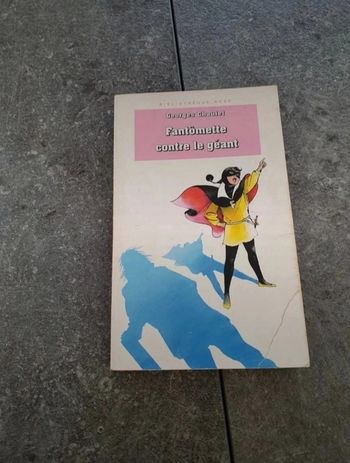 BIBLIOTHÈQUE ROSE
Georges Chaulet
Fantômette
contre le géant